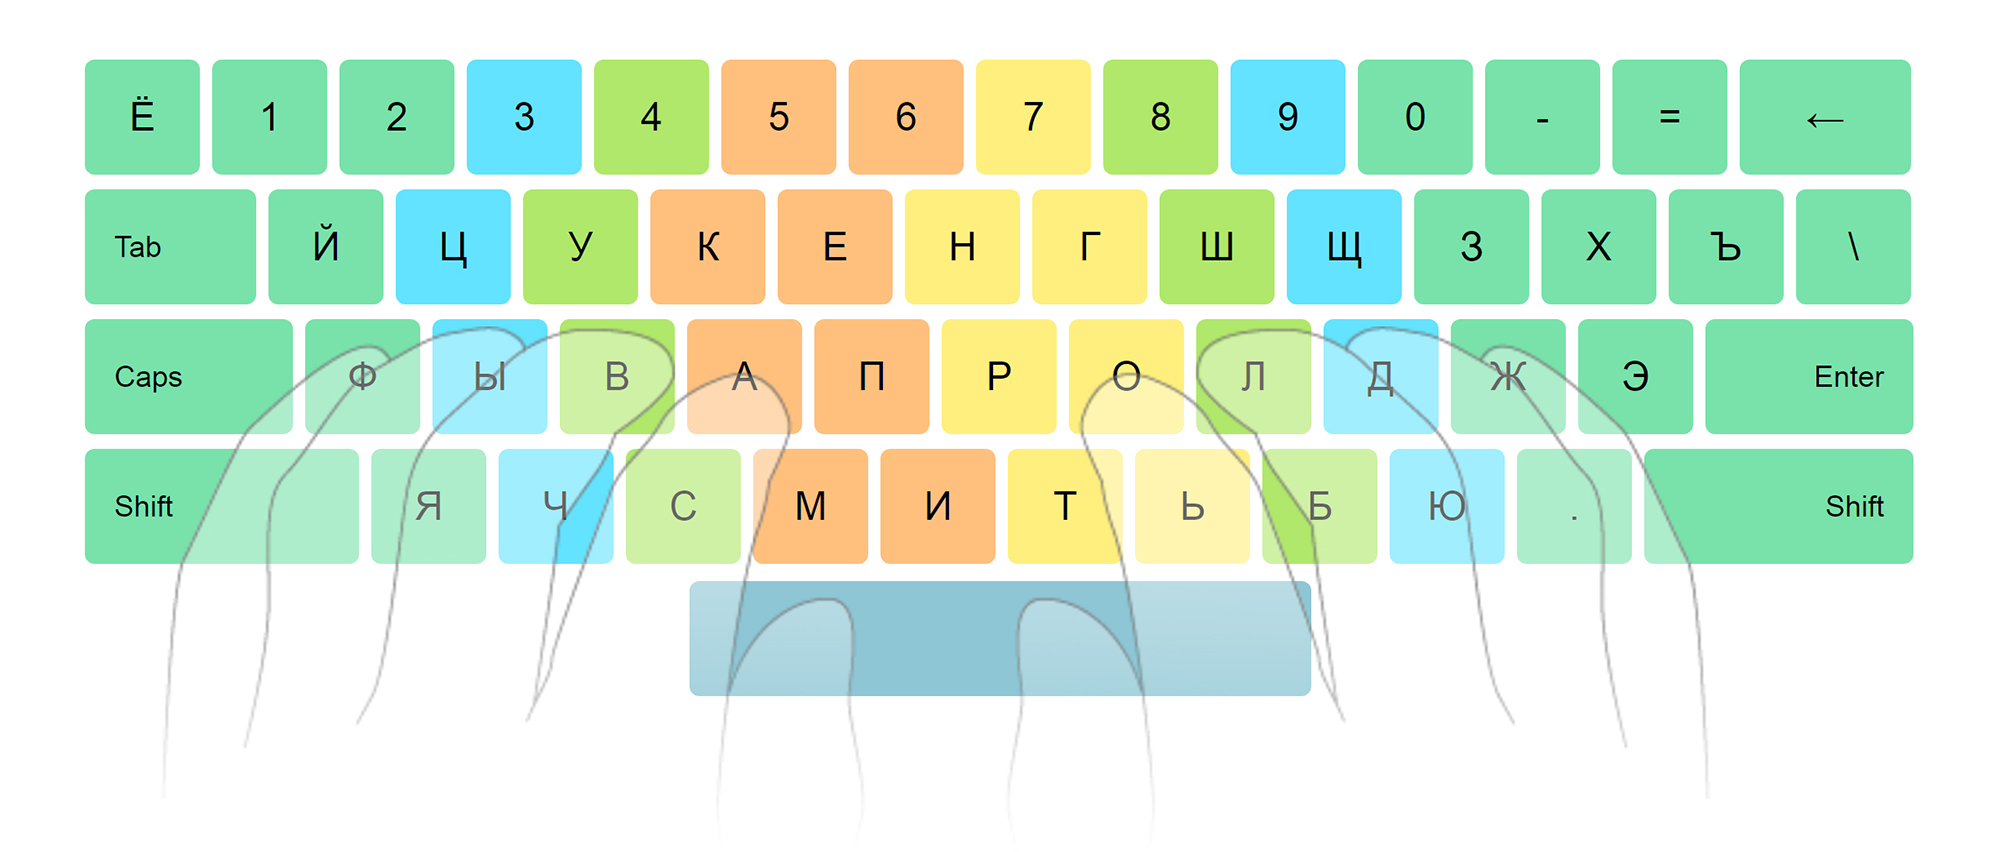 Ё 1 2 3 4 5 6 7 8 9 0 - = ←
Tab Й Ц У К Е Н Г Ш Щ З Х Ъ \
Caps Ф Ы В А П Р О Л Д Ж Э Enter
Shift Я Ч С М И Т Ь Б Ю . Shift